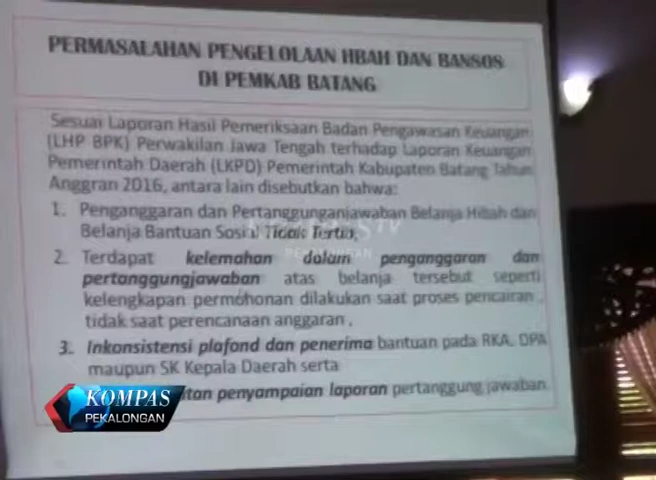 PERMASALAHAN PENGELOLAAN HBAH DAN BANSOS
DI PEMKAB BATANG
Sesuai Laporan Hasil Pemeriksaan Badan Pengawasan Keuangan
(LHP BPK) Perwakilan Jawa Tengah terhadap Laporan Keuangan
Pemerintah Daerah (LKPD) Pemerintah Kabupaten Batang Tahun
Anggran 2016, antara lain disebutkan bahwa:
1. Penganggaran dan Pertanggunganjawaban Belanja Hibah dan
Belanja Bantuan Sosial Tidak Tertib,
2. Terdapat kelemahan dalam penganggaran dan
pertanggungjawaban atas belanja tersebut seperti
kelengkapan permohonan dilakukan saat proses pencairan ,
tidak saat perencanaan anggaran .
3. Inkonsistensi plafond dan penerima bantuan pada RKA, DPA
maupun SK Kepala Daerah serta
penyampaian laporan pertanggung jawaban.
KOMPAS
PEKALONGAN